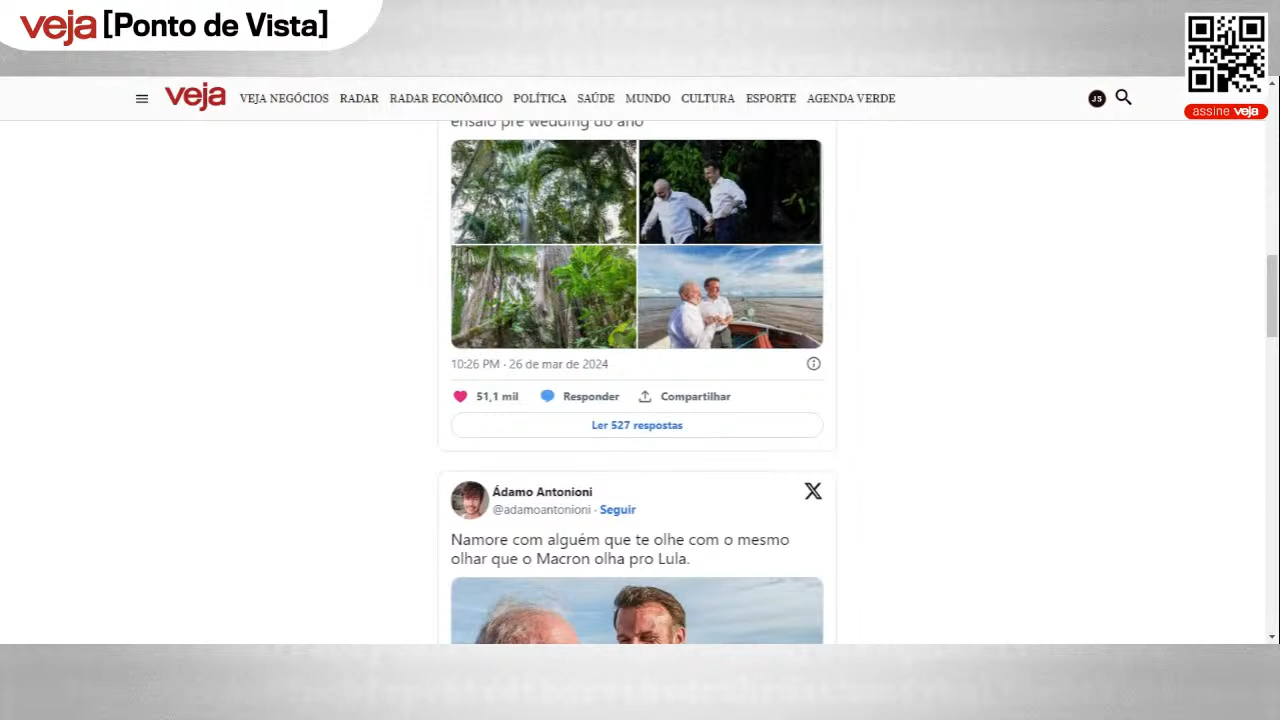 veja [Ponto de Vista]
veja VEJA NEGÓCIOS RADAR RADAR ECONÔMICO POLÍTICA SAÚDE MUNDO CULTURA ESPORTE AGENDA VERDE JS
assine veja
ensaio pre wedding do ano
10:26 PM · 26 de mar de 2024
51,1 mil Responder Compartilhar
Ler 527 respostas
Ádamo Antonioni
@adamoantonioni · Seguir
Namore com alguém que te olhe com o mesmo
olhar que o Macron olha pro Lula.